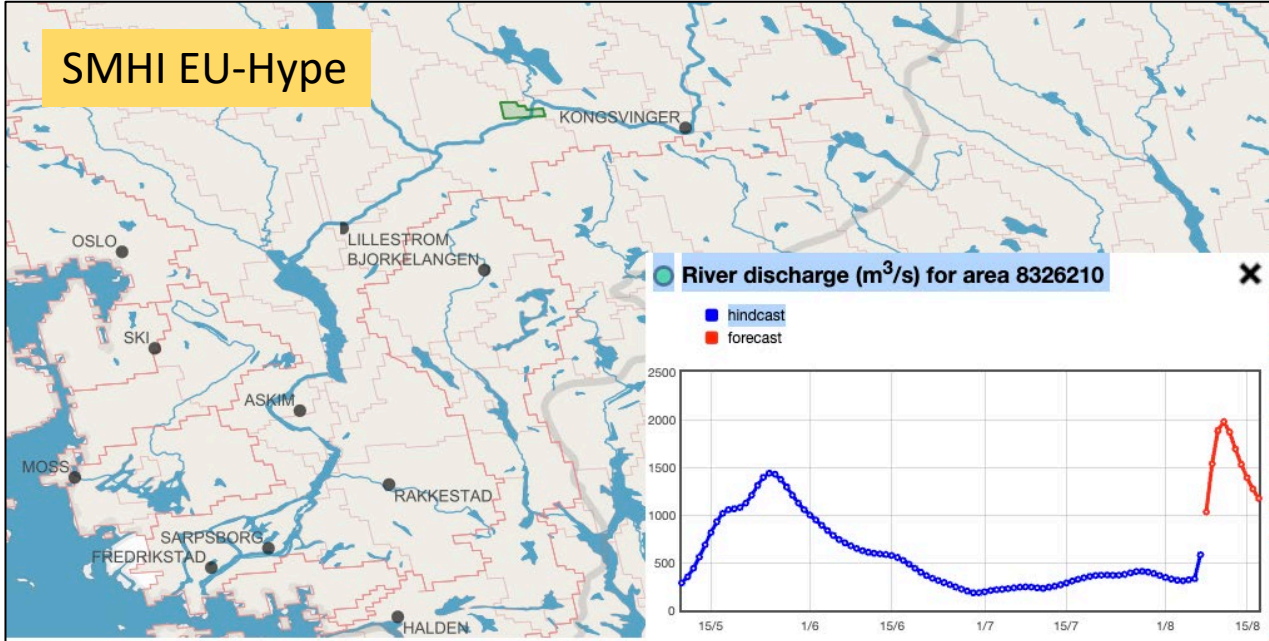 SMHI EU-Hype
KONGSVINGER
OSLO
LILLESTROM
BJORKELANGEN
SKI
ASKIM
MOSS
RAKKESTAD
SARPSBORG
FREDRIKSTAD
HALDEN
River discharge (m³/s) for area 8326210
hindcast
forecast
2500
2000
1500
1000
500
0
15/5 1/6 15/6 1/7 15/7 1/8 15/8